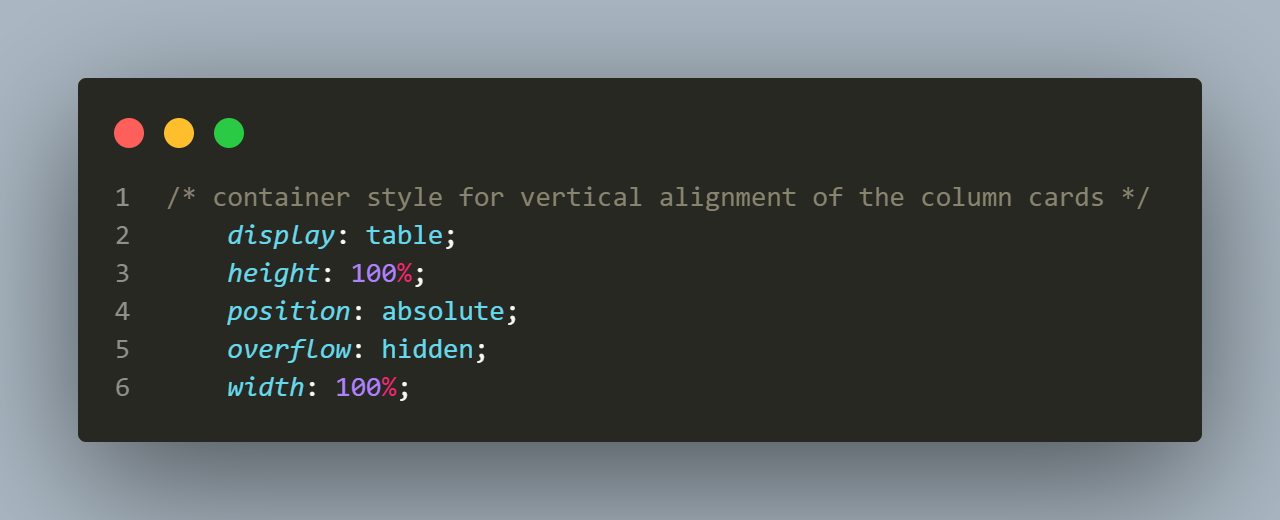 1 /* container style for vertical alignment of the column cards */
2     display: table;
3     height: 100%;
4     position: absolute;
5     overflow: hidden;
6     width: 100%;